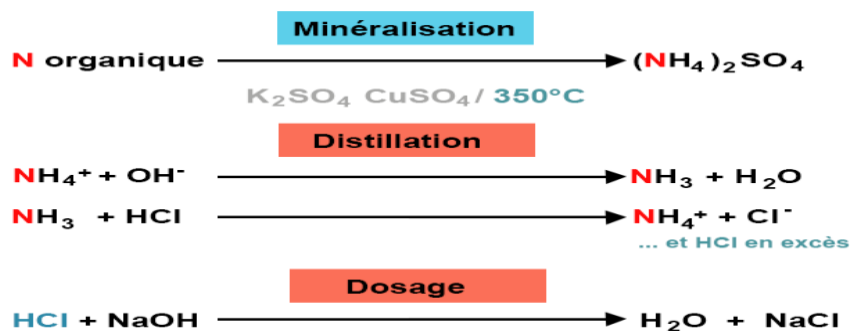 Minéralisation
N organique (NH₄)₂SO₄
K₂SO₄ CuSO₄/ 350°C
Distillation
NH₄⁺ + OH⁻ NH₃ + H₂O
NH₃ + HCl NH₄⁺ + Cl⁻
... et HCl en excès
Dosage
HCl + NaOH H₂O + NaCl